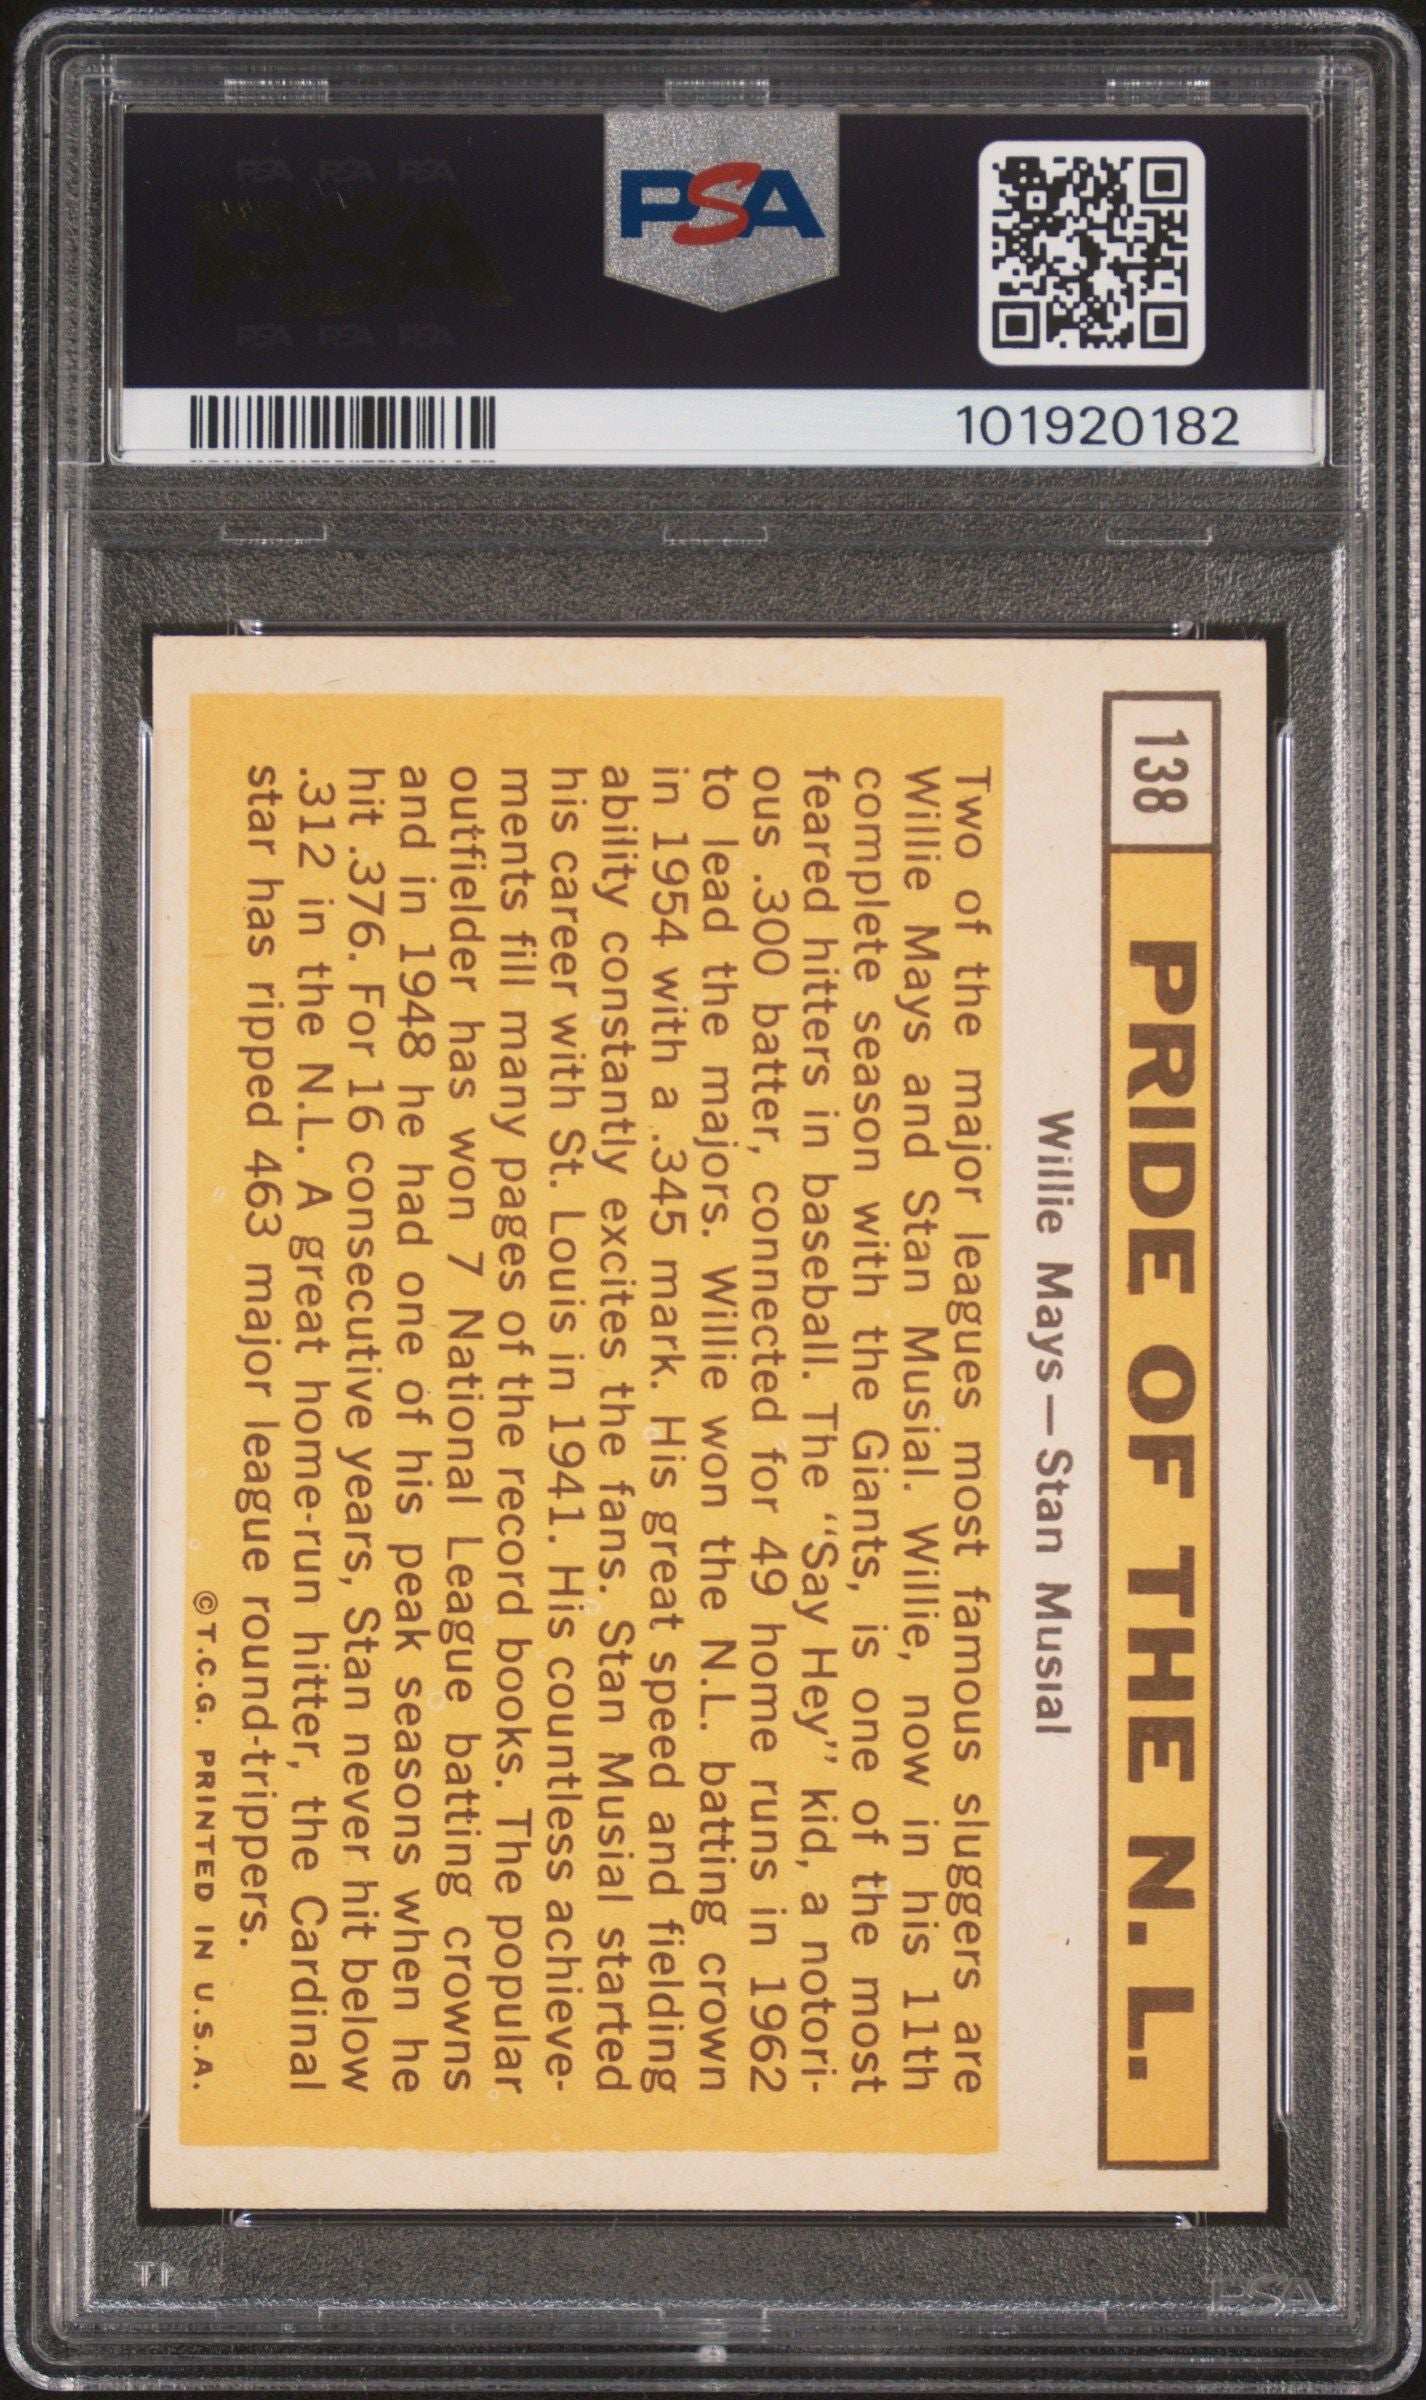 PSA PSA PSA
PSA
PSA PSA PSA
PSA
101920182
138
PRIDE OF THE N. L.
Willie Mays—Stan Musial
Two of the major leagues most famous sluggers are
Willie Mays and Stan Musial. Willie, now in his 11th
complete season with the Giants, is one of the most
feared hitters in baseball. The “Say Hey” kid, a notori-
ous .300 batter, connected for 49 home runs in 1962
to lead the majors. Willie won the N.L. batting crown
in 1954 with a .345 mark. His great speed and fielding
ability constantly excites the fans. Stan Musial started
his career with St. Louis in 1941. His countless achieve-
ments fill many pages of the record books. The popular
outfielder has won 7 National League batting crowns
and in 1948 he had one of his peak seasons when he
hit .376. For 16 consecutive years, Stan never hit below
.312 in the N.L. A great home-run hitter, the Cardinal
star has ripped 463 major league round-trippers.
©T.C.G. PRINTED IN U.S.A.
PSA